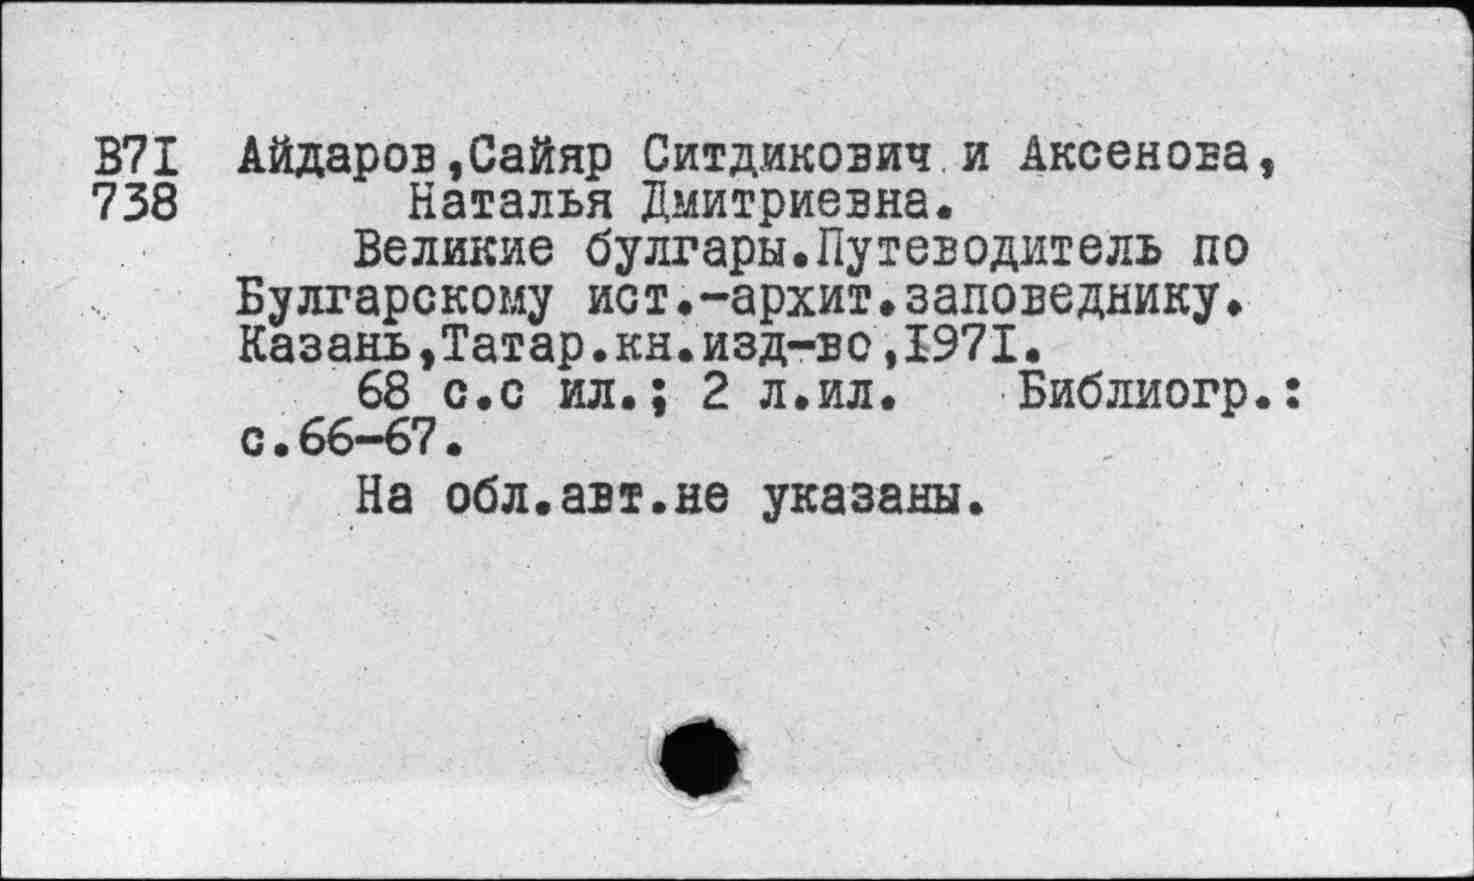 В71 Айдаров,Сайяр Ситдикович и Аксенова,
738 Наталья Дмитриевна.
Великие булгары.Путеводитель по
Булгарскому ист.-архит.заповеднику.
Казань,Татар.кн.изд-во,1971.
68 с.с ил.; 2 л.ил. Библиогр.:
с.66-67.
На обл.авт.не указаны.